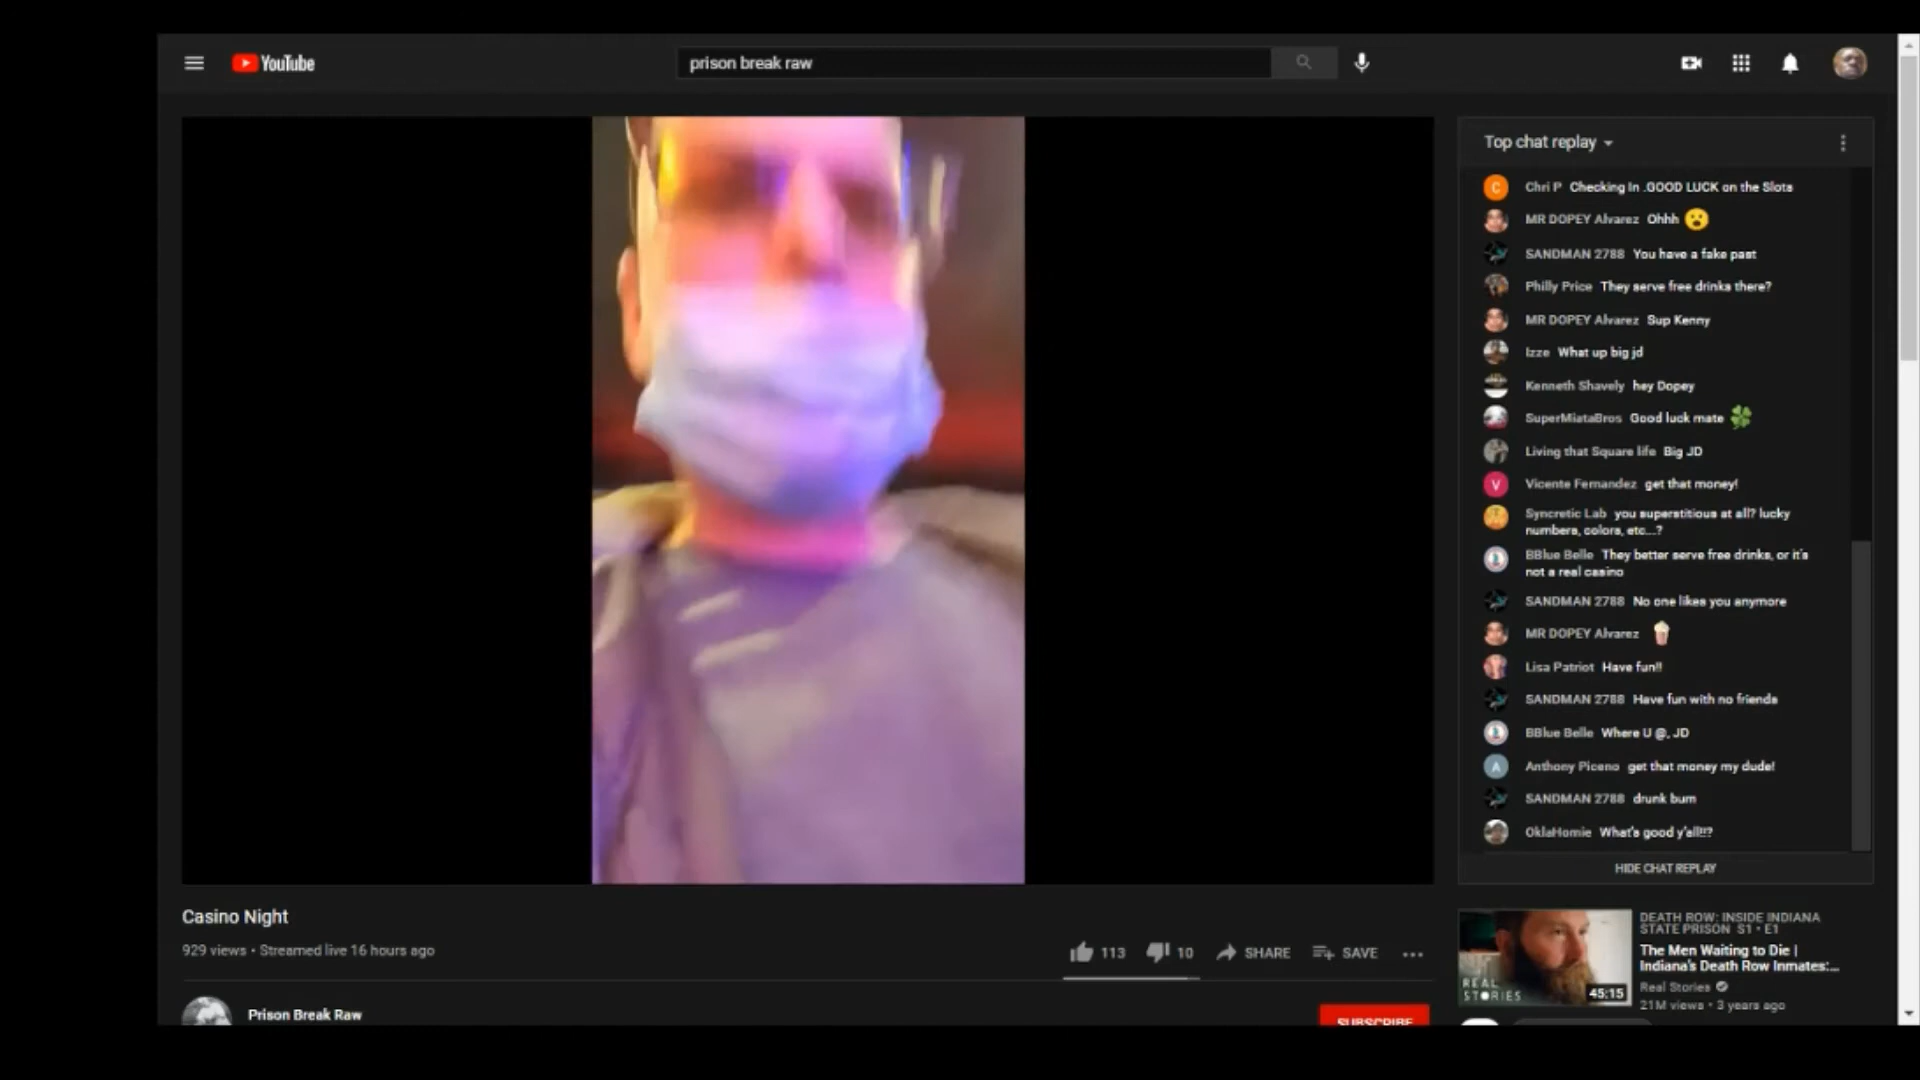 YouTube
prison break raw
Top chat replay
Chri P Checking In .GOOD LUCK on the Slots
MR DOPEY Alvarez Ohhh
SANDMAN 2788 You have a fake past
Philly Price They serve free drinks there?
MR DOPEY Alvarez Sup Kenny
Izze What up big jd
Kenneth Shavely hey Dopey
SuperMiataBros Good luck mate
Living that Square life Big JD
Vicente Fernandez get that money!
Syncretic Lab you superstitious at all? lucky
numbers, colors, etc...?
BBlue Belle They better serve free drinks, or it's
not a real casino
SANDMAN 2788 No one likes you anymore
MR DOPEY Alvarez
Lisa Patriot Have fun!!
SANDMAN 2788 Have fun with no friends
BBlue Belle Where U @, JD
Anthony Piceno get that money my dude!
SANDMAN 2788 drunk bum
OklaHomie What's good y'all!!?
HIDE CHAT REPLAY
Casino Night
929 views • Streamed live 16 hours ago
113 10 SHARE SAVE
Prison Break Raw
SUBSCRIBE
REAL
STORIES
45:15
DEATH ROW: INSIDE INDIANA
STATE PRISON S1 • E1
The Men Waiting to Die |
Indiana's Death Row Inmates:...
Real Stories
21M views • 3 years ago